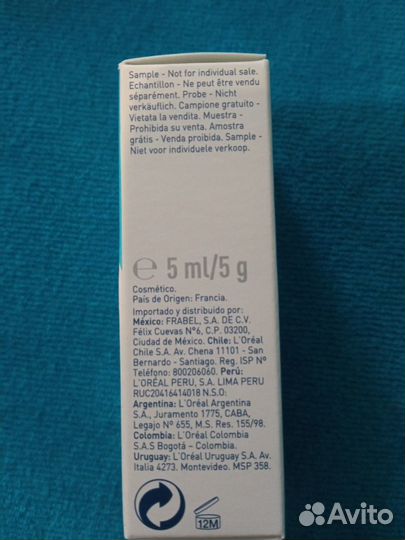 Sample - Not for individual sale.
Echantillon - Ne peut être vendu
séparément. Probe - Nicht
verkäuflich. Campione gratuito -
Vietata la vendita. Muestra -
Prohibida su venta. Amostra
grátis - Venda proibida. Sample -
Niet voor individuele verkoop.
℮ 5 ml/5 g
Cosmético.
País de Origen: Francia.
Importado y distribuido por:
México: FRABEL, S.A. DE C.V.
Félix Cuevas N°6, C.P. 03200,
Ciudad de México. Chile: L'Oréal
Chile S.A. Av. Chena 11101 - San
Bernardo - Santiago. Reg. ISP N°
Teléfono: 800206060. Perú:
L'ORÉAL PERU, S.A. LIMA PERU
RUC20416414018 N.S.O:
Argentina: L'Oréal Argentina
S.A., Juramento 1775, CABA,
Legajo N° 655, M.S. Res. 155/98.
Colombia: L'Oréal Colombia
S.A.S Bogotá – Colombia.
Uruguay: L'Oréal Uruguay S.A. Av.
Italia 4273. Montevideo. MSP 358.
12M
Avito